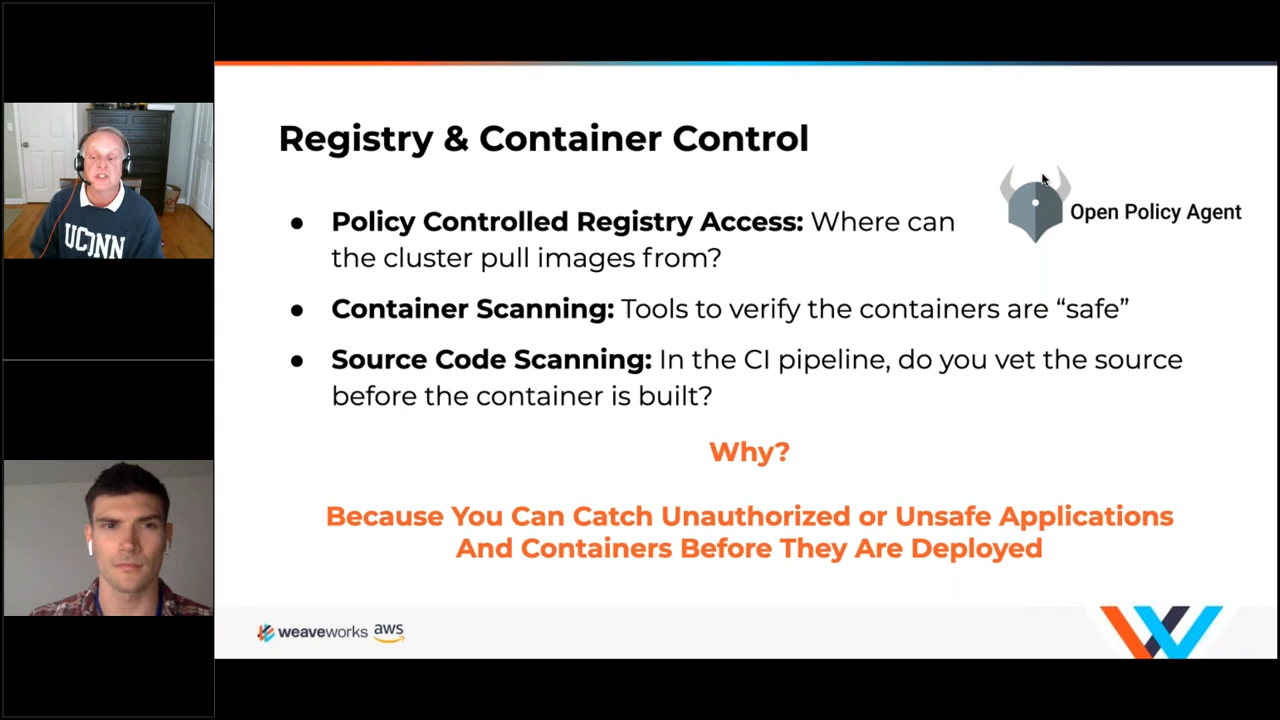 UCONN
Registry & Container Control
Open Policy Agent
● Policy Controlled Registry Access: Where can
the cluster pull images from?
● Container Scanning: Tools to verify the containers are “safe”
● Source Code Scanning: In the CI pipeline, do you vet the source
before the container is built?
Why?
Because You Can Catch Unauthorized or Unsafe Applications
And Containers Before They Are Deployed
weaveworks aws